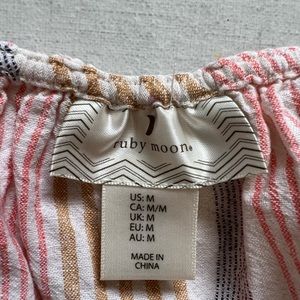 ruby moon®
US: M
CA: M/M
UK: M
EU: M
AU: M
MADE IN
CHINA